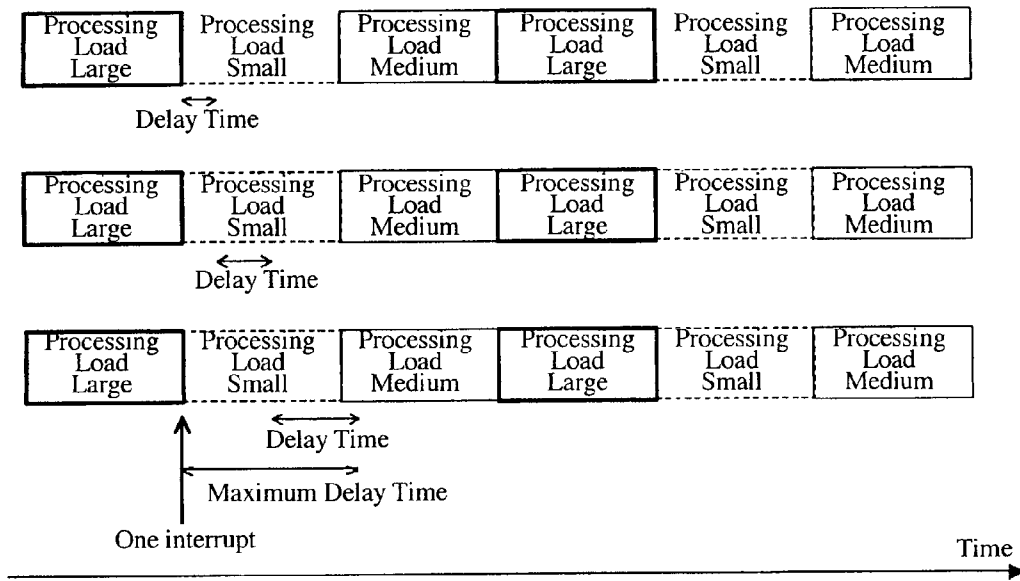 Processing Load Large
Processing Load Small
Processing Load Medium
Processing Load Large
Processing Load Small
Processing Load Medium
Delay Time
Processing Load Large
Processing Load Small
Processing Load Medium
Processing Load Large
Processing Load Small
Processing Load Medium
Delay Time
Processing Load Large
Processing Load Small
Processing Load Medium
Processing Load Large
Processing Load Small
Processing Load Medium
Delay Time
Maximum Delay Time
One interrupt
Time